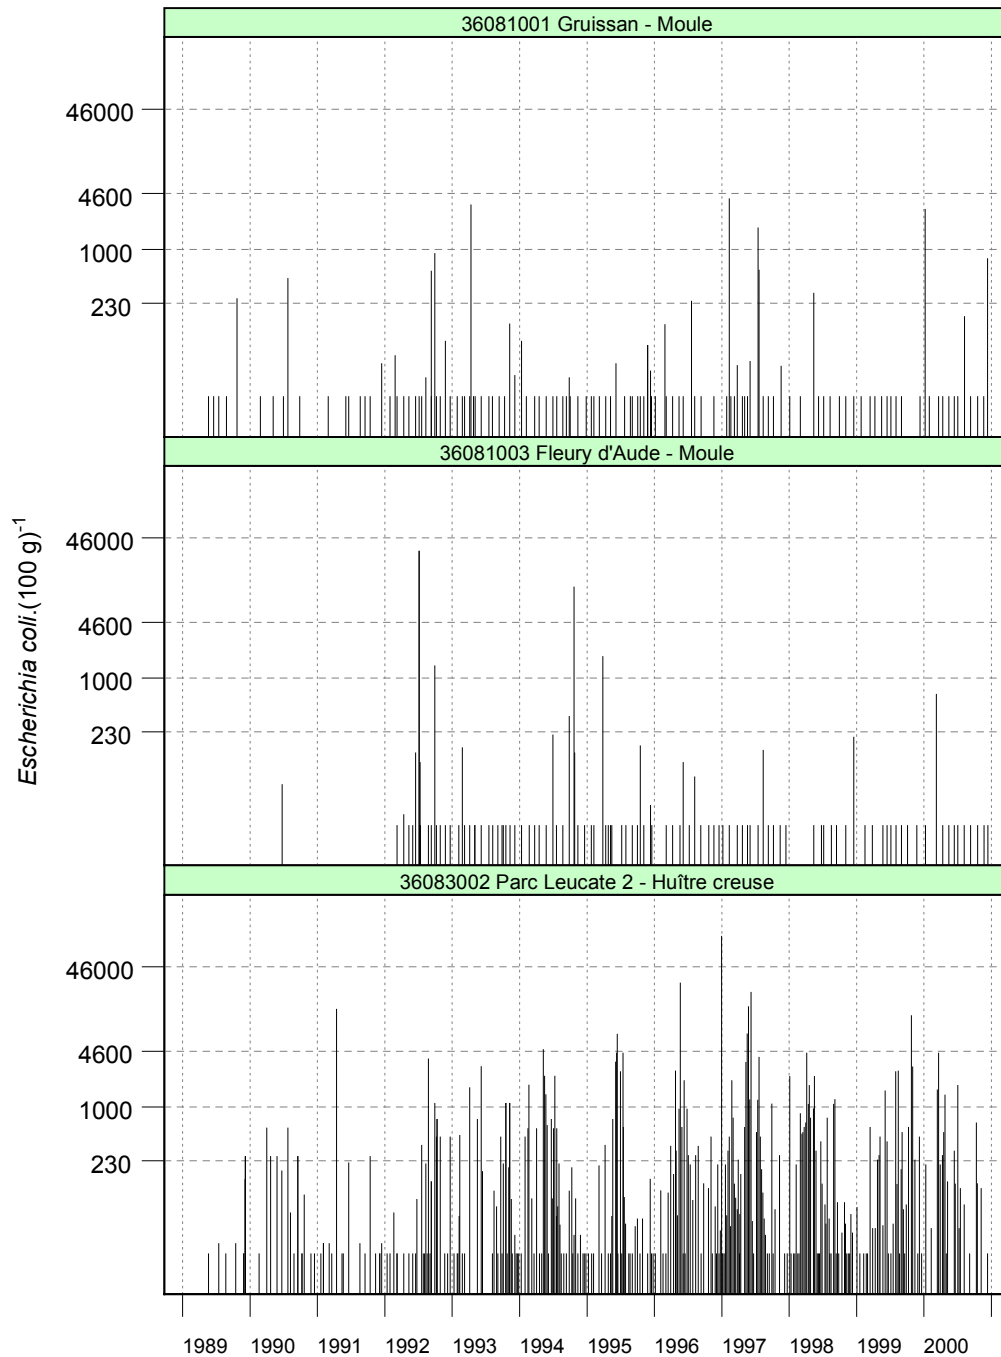 36081001 Gruissan - Moule
46000
4600
1000
230
36081003 Fleury d'Aude - Moule
46000
4600
1000
230
Escherichia coli.(100 g)-1
36083002 Parc Leucate 2 - Huître creuse
46000
4600
1000
230
1989 1990 1991 1992 1993 1994 1995 1996 1997 1998 1999 2000